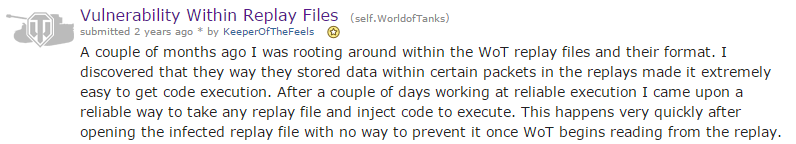 Vulnerability Within Replay Files (self.WorldofTanks)
submitted 2 years ago * by KeeperOfTheFeels
A couple of months ago I was rooting around within the WoT replay files and their format. I
discovered that they way they stored data within certain packets in the replays made it extremely
easy to get code execution. After a couple of days working at reliable execution I came upon a
reliable way to take any replay file and inject code to execute. This happens very quickly after
opening the infected replay file with no way to prevent it once WoT begins reading from the replay.